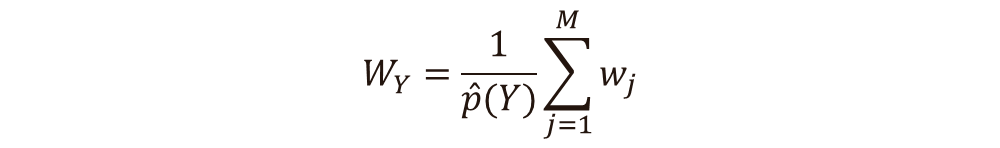 W_Y = \frac{1}{\hat{p}(Y)} \sum_{j=1}^{M} w_j